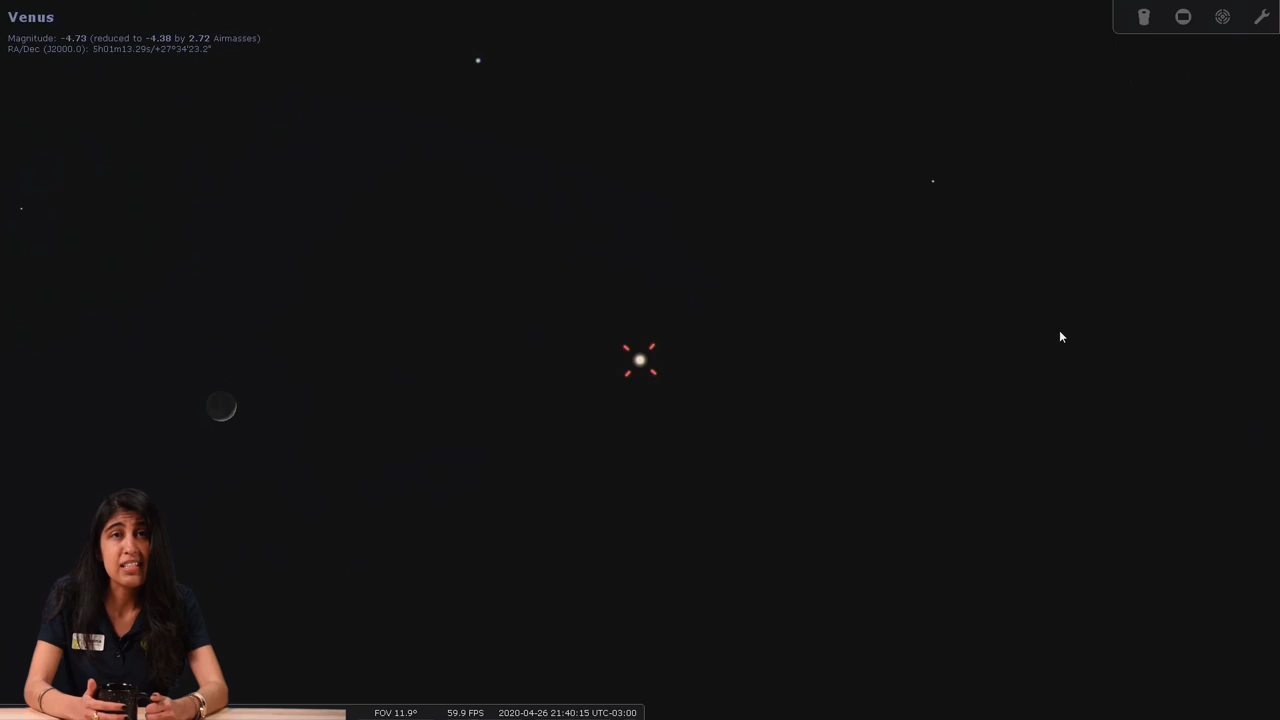 Venus
Magnitude: -4.73 (reduced to -4.38 by 2.72 Airmasses)
RA/Dec (J2000.0): 5h01m13.29s/+27°34'23.2"
FOV 11.9° 59.9 FPS 2020-04-26 21:40:15 UTC-03:00